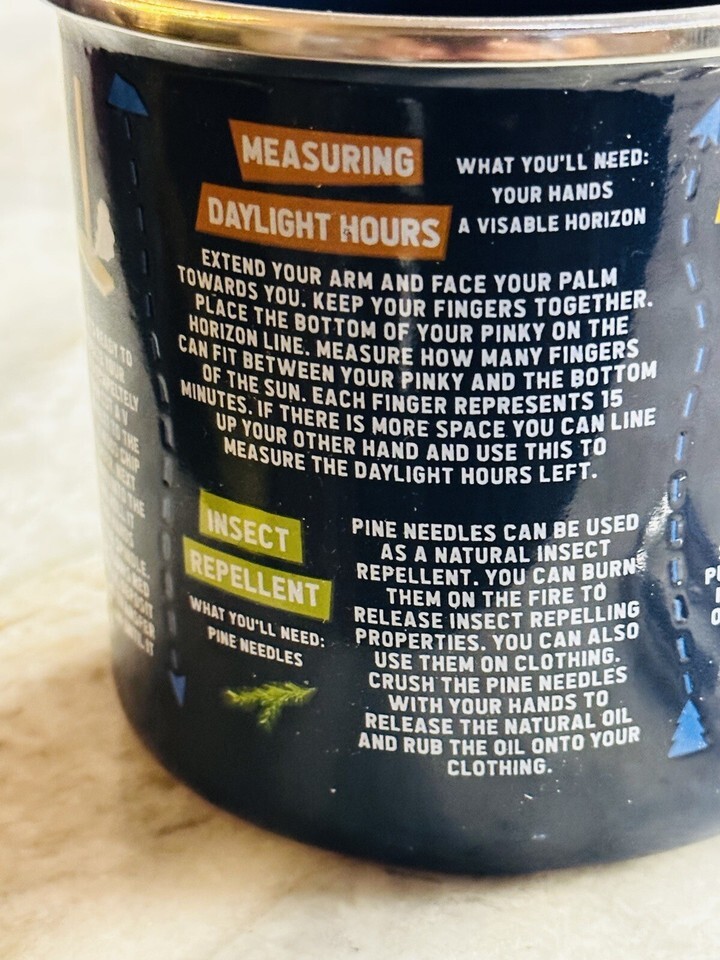 MEASURING
DAYLIGHT HOURS
WHAT YOU'LL NEED:
YOUR HANDS
A VISABLE HORIZON
EXTEND YOUR ARM AND FACE YOUR PALM
TOWARDS YOU. KEEP YOUR FINGERS TOGETHER.
PLACE THE BOTTOM OF YOUR PINKY ON THE
HORIZON LINE. MEASURE HOW MANY FINGERS
CAN FIT BETWEEN YOUR PINKY AND THE BOTTOM
OF THE SUN. EACH FINGER REPRESENTS 15
MINUTES. IF THERE IS MORE SPACE YOU CAN LINE
UP YOUR OTHER HAND AND USE THIS TO
MEASURE THE DAYLIGHT HOURS LEFT.
INSECT
REPELLENT
WHAT YOU'LL NEED:
PINE NEEDLES
PINE NEEDLES CAN BE USED
AS A NATURAL INSECT
REPELLENT. YOU CAN BURN
THEM ON THE FIRE TO
RELEASE INSECT REPELLING
PROPERTIES. YOU CAN ALSO
USE THEM ON CLOTHING.
CRUSH THE PINE NEEDLES
WITH YOUR HANDS TO
RELEASE THE NATURAL OIL
AND RUB THE OIL ONTO YOUR
CLOTHING.